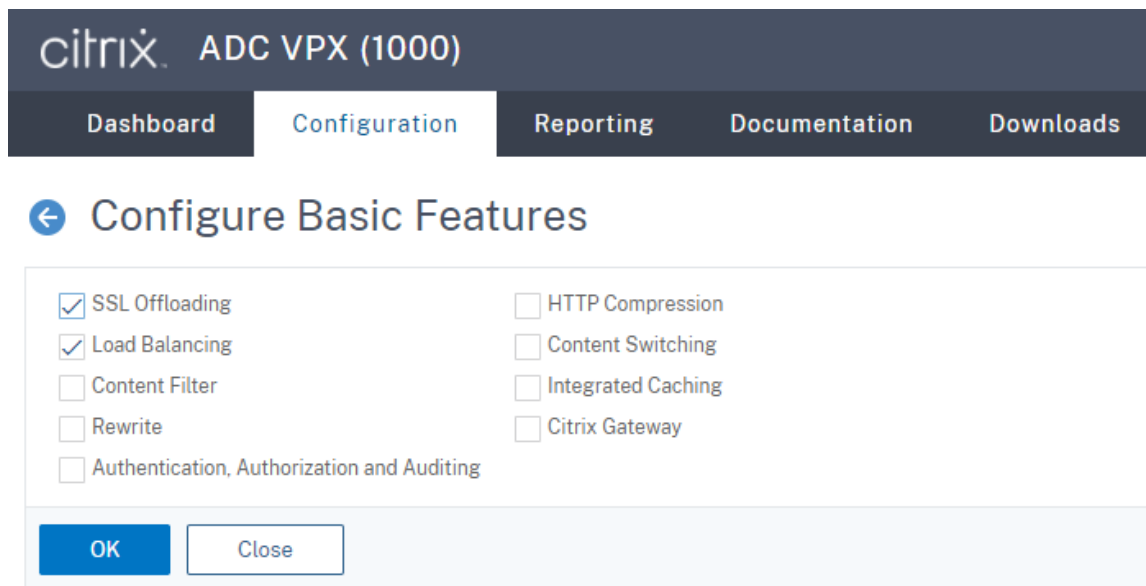 citrix. ADC VPX (1000)
Dashboard Configuration Reporting Documentation Downloads
Configure Basic Features
SSL Offloading HTTP Compression
Load Balancing Content Switching
Content Filter Integrated Caching
Rewrite Citrix Gateway
Authentication, Authorization and Auditing
OK Close